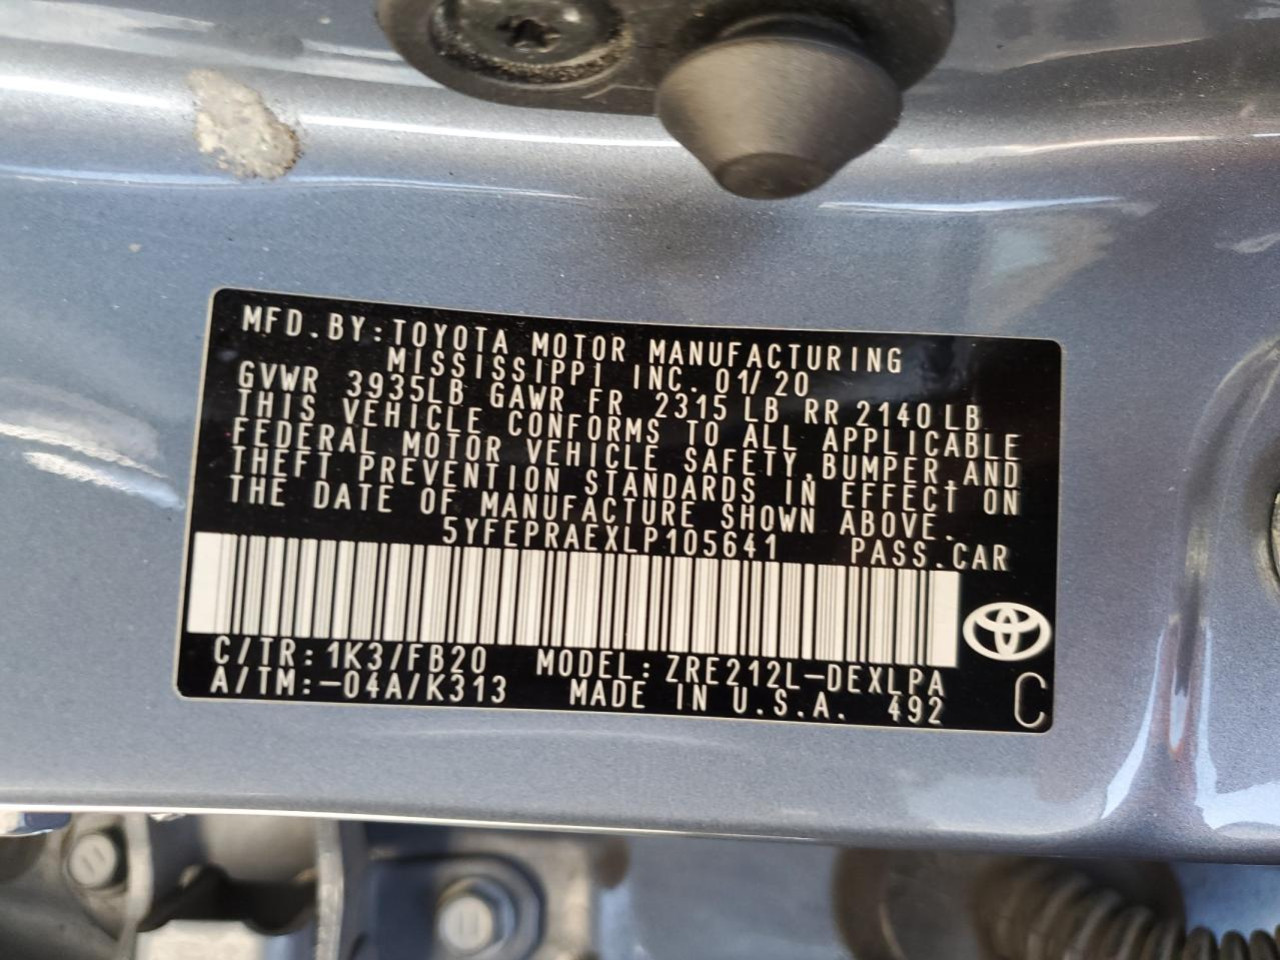 MFD.BY:TOYOTA MOTOR MANUFACTURING
MISSISSIPPI INC. 01/20
GVWR 3935LB GAWR FR 2315 LB RR 2140 LB
THIS VEHICLE CONFORMS TO ALL APPLICABLE
FEDERAL MOTOR VEHICLE SAFETY,BUMPER,AND
THEFT PREVENTION STANDARDS IN EFFECT ON
THE DATE OF MANUFACTURE SHOWN ABOVE.
5YFEPRAEXLP105641 PASS.CAR
C/TR:1K3/FB20 MODEL:ZRE212L-DEXLPA
A/TM:-04A/K313 MADE IN U.S.A. 492 C